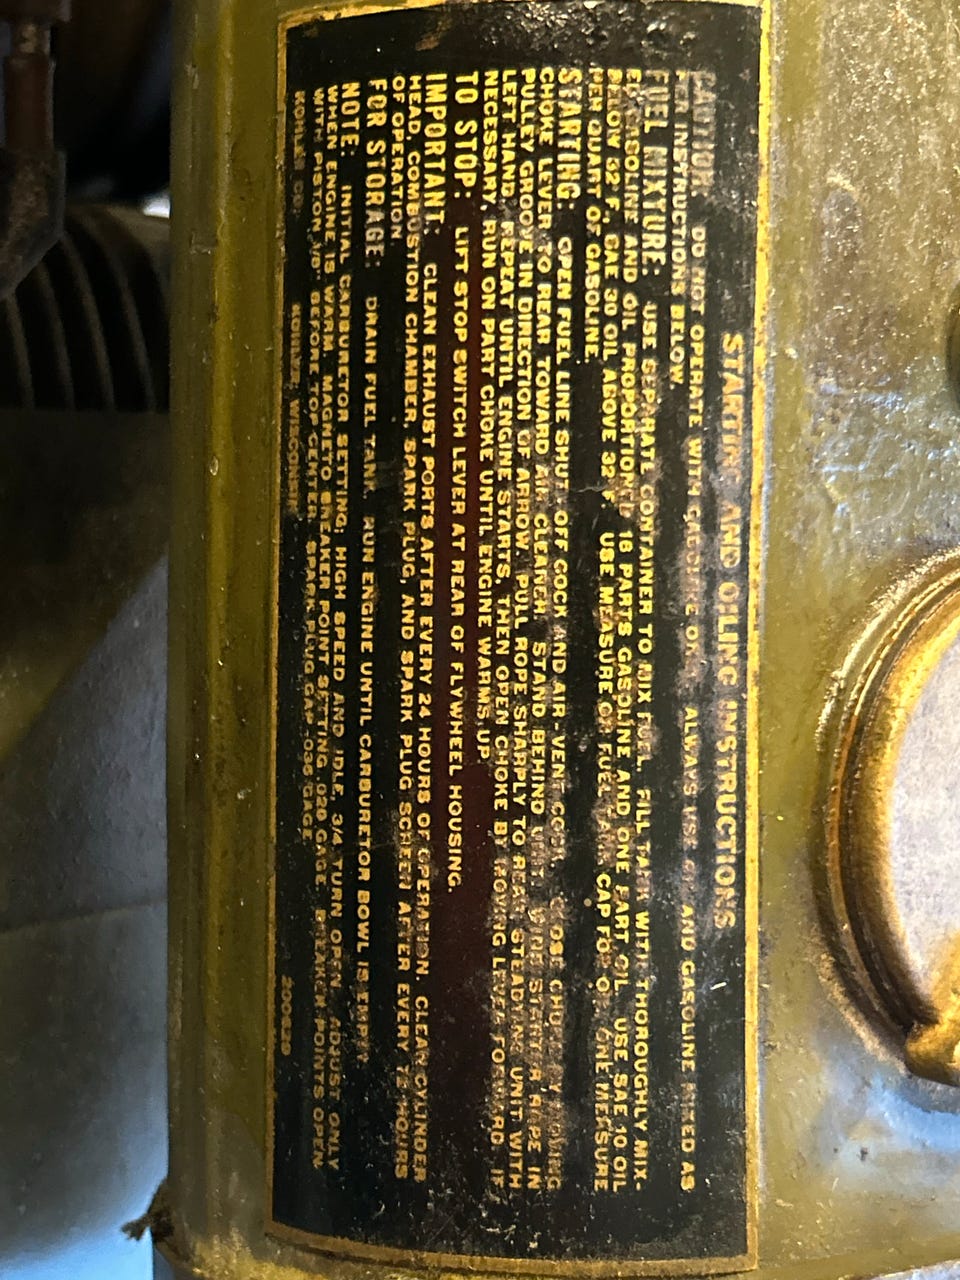 STARTING AND OILING INSTRUCTIONS
CAUTION: DO NOT OPERATE WITH GASOLINE ONLY ALWAYS USE OIL AND GASOLINE MIXED AS
PER INSTRUCTIONS BELOW.
FUEL MIXTURE: USE SEPARATE CONTAINER TO MIX FUEL, FILL TANK WITH THOROUGHLY MIX-
ED GASOLINE AND OIL PROPORTIONED 18 PARTS GASOLINE AND ONE PART OIL. USE SAE 10 OIL
BELOW 32° F., SAE 30 OIL ABOVE 32° F. USE MEASURE OF FUEL TANK CAP FOR OIL ONE MEASURE
PER QUART OF GASOLINE.
STARTING: OPEN FUEL LINE SHUT-OFF COCK AND AIR-VENT COCK. CLOSE CHOKE BY MOVING
CHOKE LEVER TO REAR TOWARD AIR CLEANER. STAND BEHIND UNIT. WIND STARTER ROPE IN
PULLEY GROOVE IN DIRECTION OF ARROW. PULL ROPE SHARPLY TO REAR, STEADYING UNIT WITH
LEFT HAND. REPEAT UNTIL ENGINE STARTS, THEN OPEN CHOKE BY MOVING LEVER FORWARD. IF
NECESSARY, RUN ON PART CHOKE UNTIL ENGINE WARMS UP.
TO STOP: LIFT STOP SWITCH LEVER AT REAR OF FLYWHEEL HOUSING.
IMPORTANT: CLEAN EXHAUST PORTS AFTER EVERY 24 HOURS OF OPERATION. CLEAN CYLINDER
HEAD, COMBUSTION CHAMBER, SPARK PLUG, AND SPARK PLUG SCREEN AFTER EVERY 72 HOURS
OF OPERATION.
FOR STORAGE: DRAIN FUEL TANK. RUN ENGINE UNTIL CARBURETOR BOWL IS EMPTY.
NOTE: INITIAL CARBURETOR SETTING; HIGH SPEED AND IDLE, 3/4 TURN OPEN. ADJUST ONLY
WHEN ENGINE IS WARM. MAGNETO BREAKER POINT SETTING .020 GAGE. BREAKER POINTS OPEN
WITH PISTON BEFORE TOP CENTER. SPARK PLUG GAP .035 GAGE
KOHLER CO. KOHLER, WISCONSIN